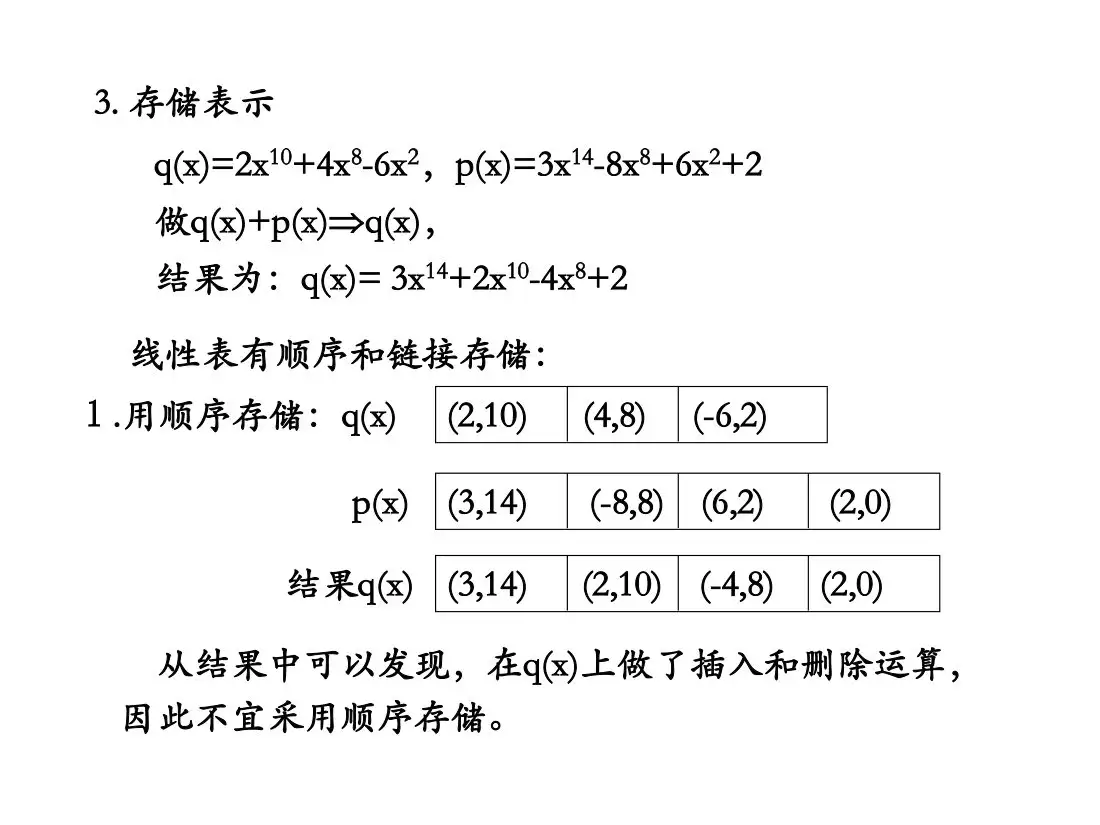 3. 存储表示
q(x)=2x¹⁰+4x⁸-6x²，p(x)=3x¹⁴-8x⁸+6x²+2
做q(x)+p(x)⇒q(x)，
结果为：q(x)= 3x¹⁴+2x¹⁰-4x⁸+2
线性表有顺序和链接存储：
1 .用顺序存储：q(x) (2,10) (4,8) (-6,2)
p(x) (3,14) (-8,8) (6,2) (2,0)
结果q(x) (3,14) (2,10) (-4,8) (2,0)
从结果中可以发现，在q(x)上做了插入和删除运算，
因此不宜采用顺序存储。